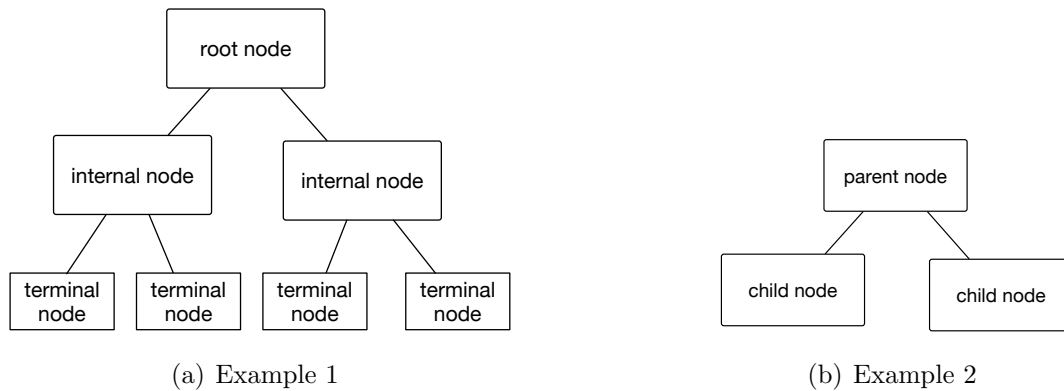 root node
internal node
internal node
terminal
node
terminal
node
terminal
node
terminal
node
(a) Example 1
parent node
child node
child node
(b) Example 2